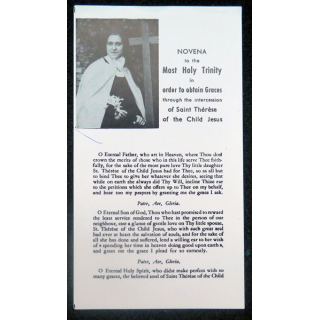 NOVENA
to the
Most Holy Trinity
in
order to obtain Graces
through the intercession
of Saint Thérèse
of the Child Jesus
O Eternal Father, who art in Heaven, where Thou dost
crown the merits of those who in this life serve Thee faith-
fully, for the sake of the most pure love Thy little daughter
St. Thérèse of the Child Jesus had for Thee, so as all but
to bind Thee to give her whatever she desires, seeing that
while on earth she always did Thy Will, incline Thine ear
to the petitions which she offers up to Thee on my behalf,
and hear my prayers by granting me the grace I ask.
Pater, Ave, Gloria.
O Eternal Son of God, Thou who hast promised to reward
the least service rendered to Thee in the person of our
neighbour, cast a glance of gentle love on Thy little spouse,
St. Thérèse of the Child Jesus, who with such great and
had ever at heart the salvation of souls, and for the sake of
all she has done and suffered, lend a willing ear to her wish
of « spending her time in heaven doing good upon earth »,
and grant me the grace I plead for so earnestly.
Pater, Ave, Gloria.
O Eternal Holy Spirit, who didst make perfect with so
many graces, the beloved soul of Saint Thérèse of the Child